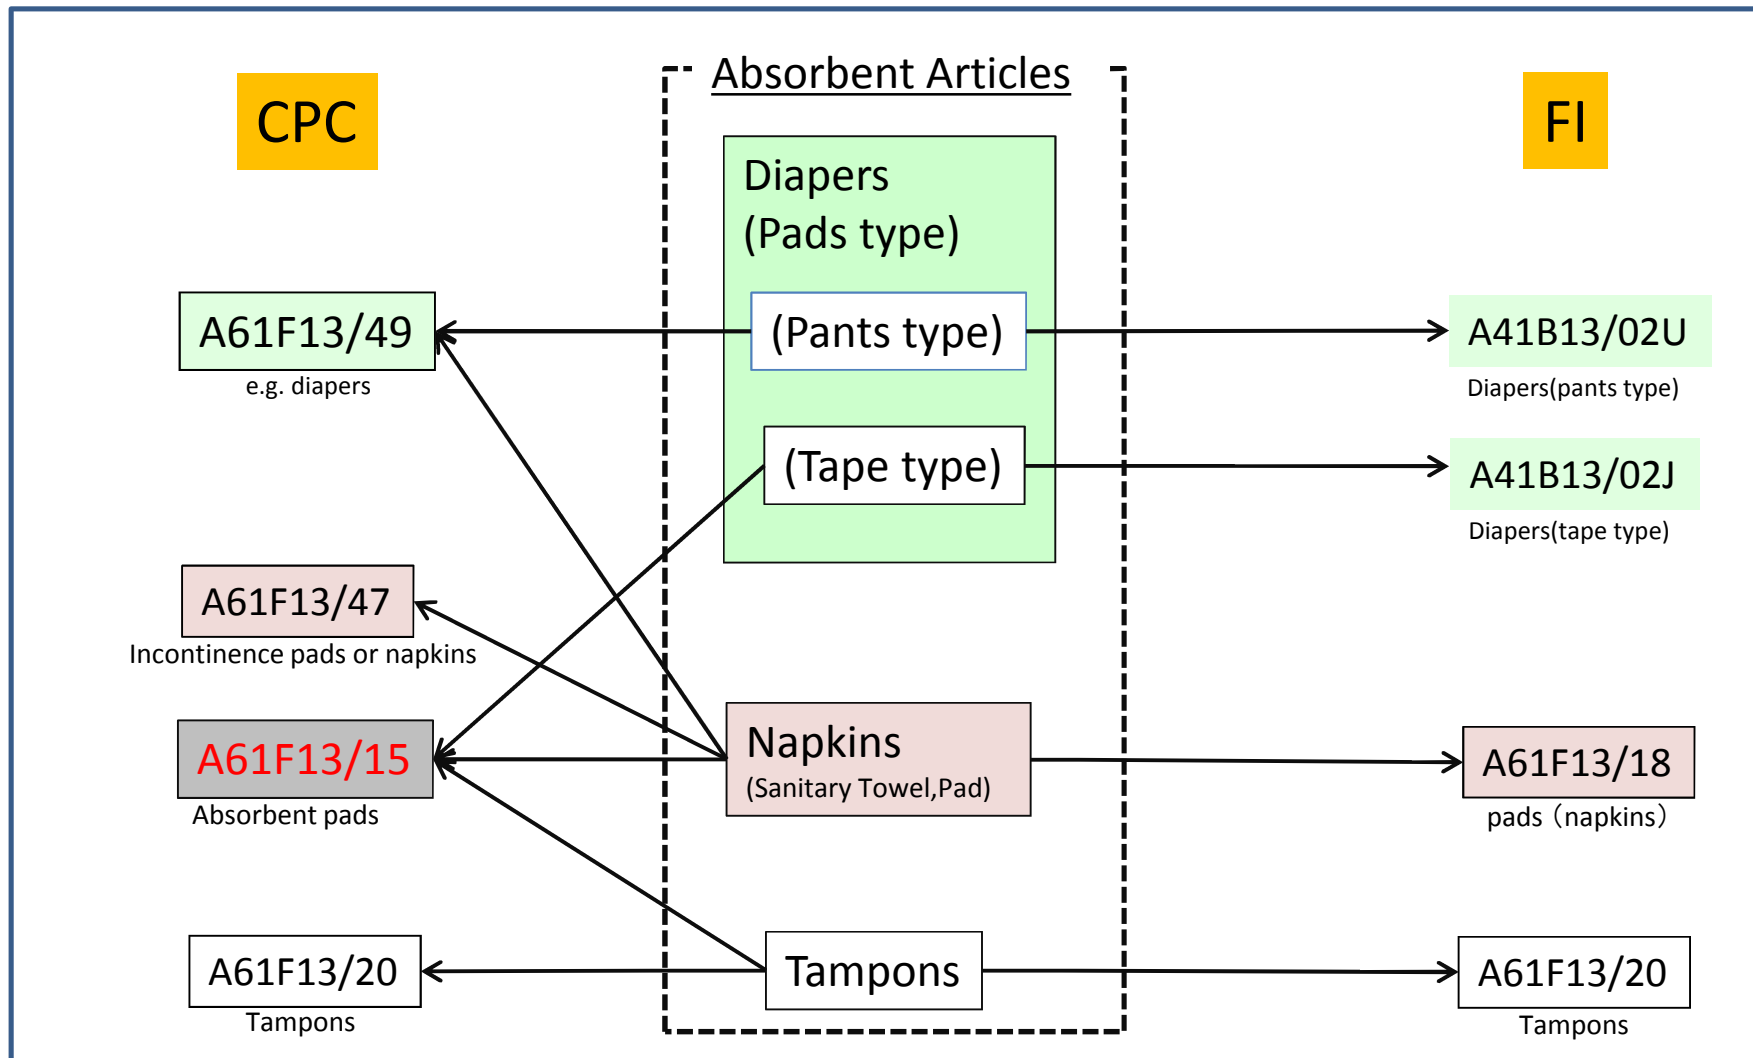 Absorbent Articles
CPC
FI
Diapers
(Pads type)
A61F13/49
e.g. diapers
(Pants type)
A41B13/02U
Diapers(pants type)
(Tape type)
A41B13/02J
Diapers(tape type)
A61F13/47
Incontinence pads or napkins
A61F13/15
Absorbent pads
Napkins
(Sanitary Towel,Pad)
A61F13/18
pads（napkins）
A61F13/20
Tampons
Tampons
A61F13/20
Tampons